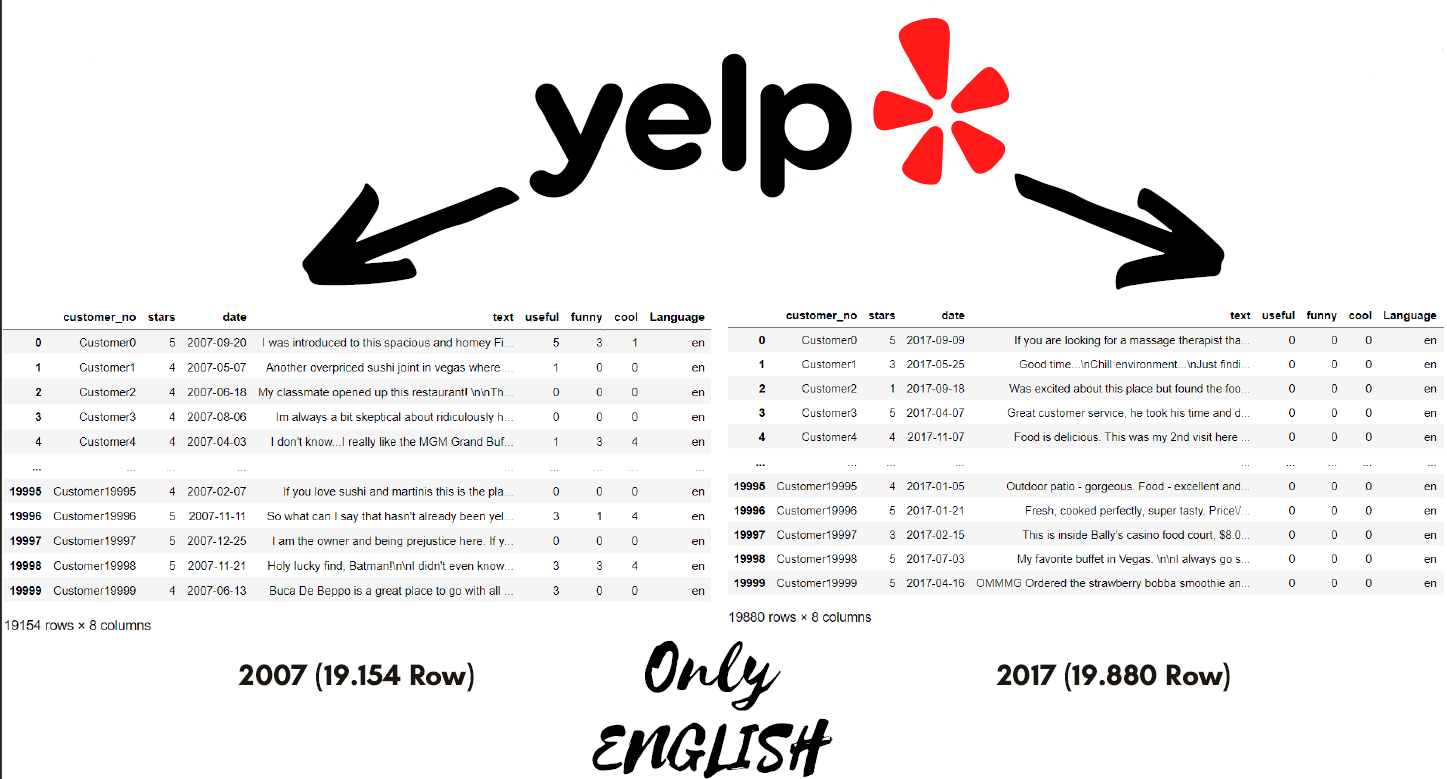 yelp
customer_no stars date text useful funny cool Language
0 Customer0 5 2007-09-20 I was introduced to this spacious and homey Fi... 5 3 1 en
1 Customer1 4 2007-05-07 Another overpriced sushi joint in vegas where ... 1 0 0 en
2 Customer2 4 2007-06-18 My classmate opened up this restaurant! \n\nTh... 0 0 0 en
3 Customer3 4 2007-08-06 Im always a bit skeptical about ridiculously h... 0 0 0 en
4 Customer4 4 2007-04-03 I don't know...I really like the MGM Grand Buf... 1 3 4 en
... ... ... ... ... ... ... ... ...
19995 Customer19995 4 2007-02-07 If you love sushi and martinis this is the pla... 0 0 0 en
19996 Customer19996 5 2007-11-11 So what can I say that hasn't already been yel... 3 1 4 en
19997 Customer19997 5 2007-12-25 I am the owner and being prejustice here. If y... 0 0 0 en
19998 Customer19998 5 2007-11-21 Holy lucky find, Batman!\n\nI didn't even know... 3 3 4 en
19999 Customer19999 4 2007-06-13 Buca De Beppo is a great place to go with all ... 3 0 0 en
19154 rows × 8 columns
2007 (19.154 Row)
customer_no stars date text useful funny cool Language
0 Customer0 5 2017-09-09 If you are looking for a massage therapist tha... 0 0 0 en
1 Customer1 3 2017-05-25 Good time...\nChill environment...\nJust findi... 0 0 0 en
2 Customer2 1 2017-09-18 Was excited about this place but found the foo... 0 0 0 en
3 Customer3 5 2017-04-07 Great customer service, he took his time and d... 0 0 0 en
4 Customer4 4 2017-11-07 Food is delicious. This was my 2nd visit here ... 0 0 0 en
... ... ... ... ... ... ... ... ...
19995 Customer19995 4 2017-01-05 Outdoor patio - gorgeous. Food - excellent and... 0 0 0 en
19996 Customer19996 5 2017-01-21 Fresh, cooked perfectly, super tasty. Price\/... 0 0 0 en
19997 Customer19997 3 2017-02-15 This is inside Bally's casino food court, $8.0... 0 0 0 en
19998 Customer19998 5 2017-07-03 My favorite buffet in Vegas. \n\nI always go s... 0 0 0 en
19999 Customer19999 5 2017-04-16 OMMMG Ordered the strawberry bobba smoothie an... 0 0 0 en
19880 rows × 8 columns
2017 (19.880 Row)
Only
ENGLISH